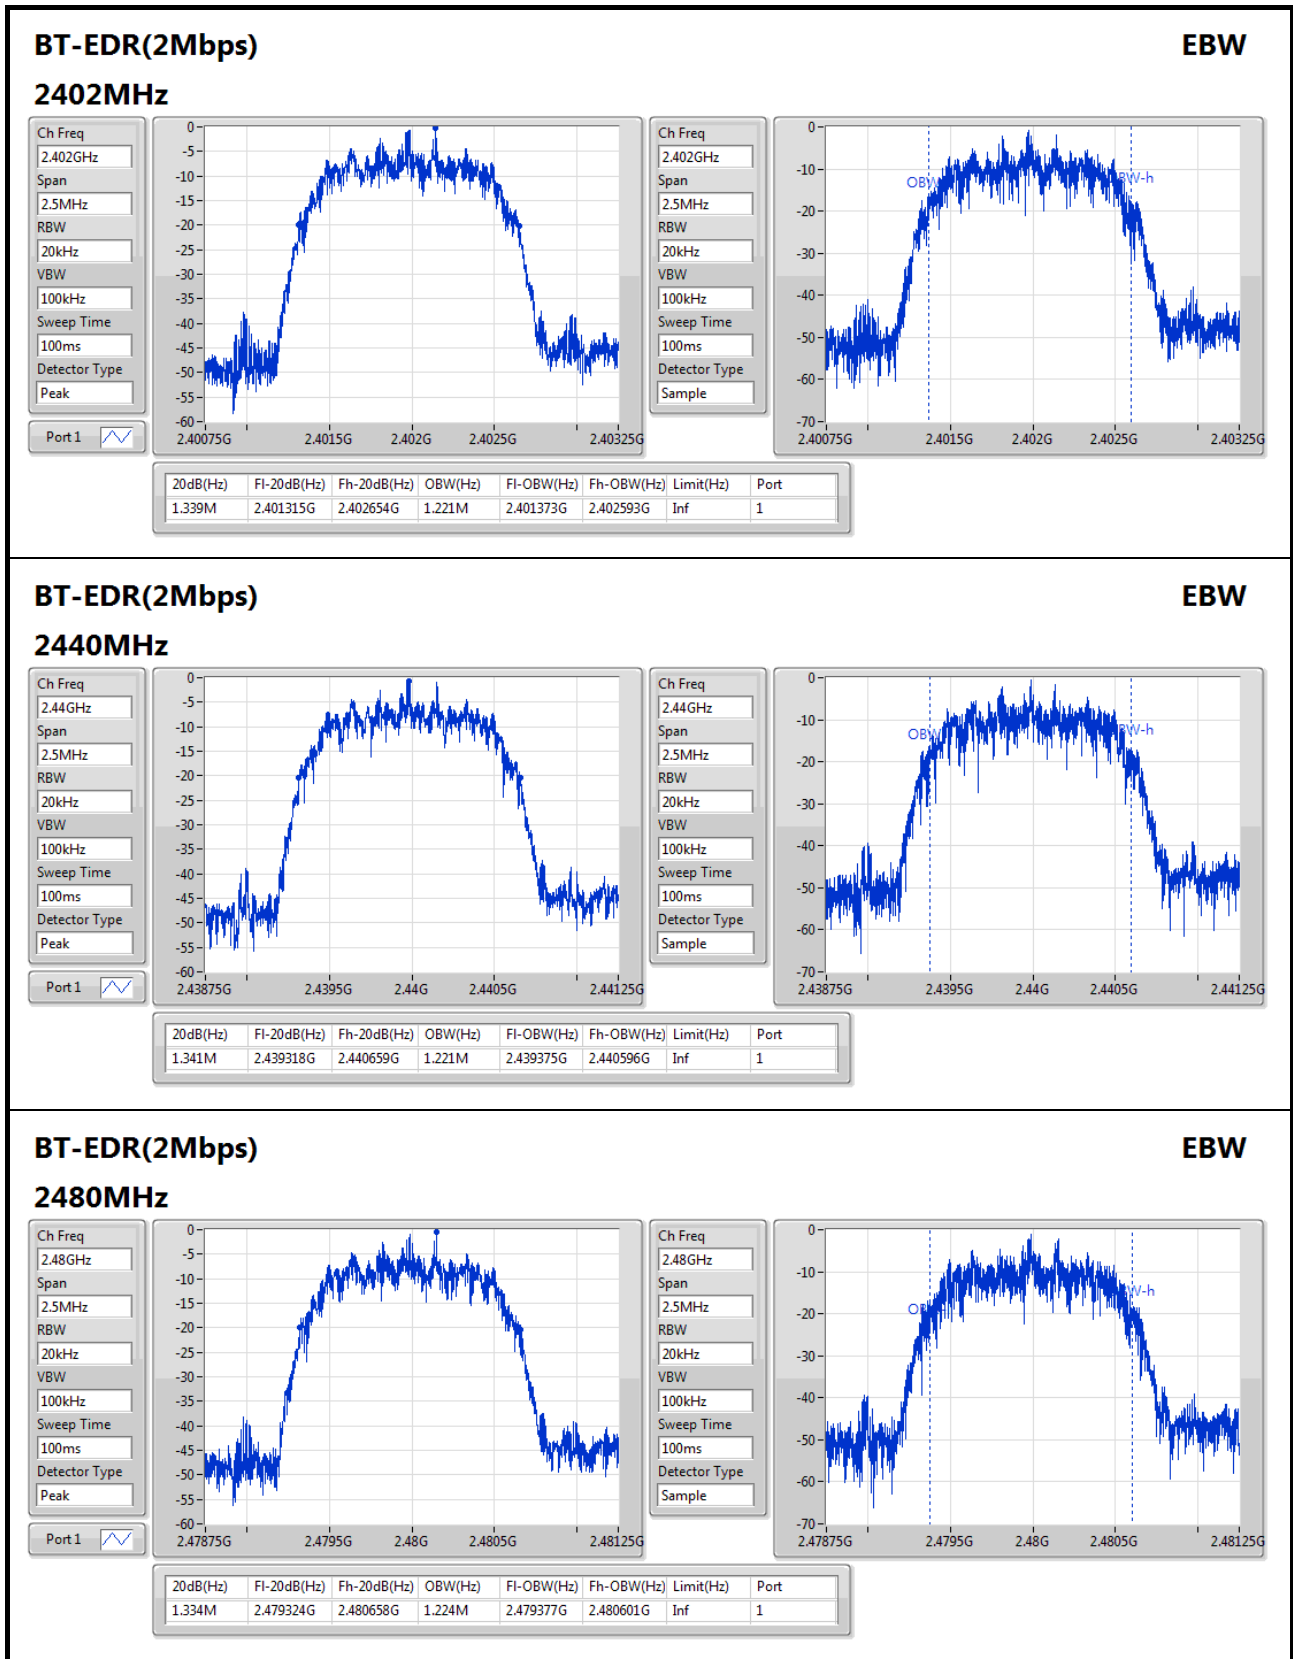 BT-EDR(2Mbps) EBW
2402MHz
Ch Freq
2.402GHz
Span
2.5MHz
RBW
20kHz
VBW
100kHz
Sweep Time
100ms
Detector Type
Peak
Port 1
0
-5
-10
-15
-20
-25
-30
-35
-40
-45
-50
-55
-60
2.40075G 2.4015G 2.402G 2.4025G 2.40325G
Ch Freq
2.402GHz
Span
2.5MHz
RBW
20kHz
VBW
100kHz
Sweep Time
100ms
Detector Type
Sample
0
-10
-20
-30
-40
-50
-60
-70
OBW BW-h
2.40075G 2.4015G 2.402G 2.4025G 2.40325G
20dB(Hz) Fl-20dB(Hz) Fh-20dB(Hz) OBW(Hz) Fl-OBW(Hz) Fh-OBW(Hz) Limit(Hz) Port
1.339M 2.401315G 2.402654G 1.221M 2.401373G 2.402593G Inf 1
BT-EDR(2Mbps) EBW
2440MHz
Ch Freq
2.44GHz
Span
2.5MHz
RBW
20kHz
VBW
100kHz
Sweep Time
100ms
Detector Type
Peak
Port 1
0
-5
-10
-15
-20
-25
-30
-35
-40
-45
-50
-55
-60
2.43875G 2.4395G 2.44G 2.4405G 2.44125G
Ch Freq
2.44GHz
Span
2.5MHz
RBW
20kHz
VBW
100kHz
Sweep Time
100ms
Detector Type
Sample
0
-10
-20
-30
-40
-50
-60
-70
OBW BW-h
2.43875G 2.4395G 2.44G 2.4405G 2.44125G
20dB(Hz) Fl-20dB(Hz) Fh-20dB(Hz) OBW(Hz) Fl-OBW(Hz) Fh-OBW(Hz) Limit(Hz) Port
1.341M 2.439318G 2.440659G 1.221M 2.439375G 2.440596G Inf 1
BT-EDR(2Mbps) EBW
2480MHz
Ch Freq
2.48GHz
Span
2.5MHz
RBW
20kHz
VBW
100kHz
Sweep Time
100ms
Detector Type
Peak
Port 1
0
-5
-10
-15
-20
-25
-30
-35
-40
-45
-50
-55
-60
2.47875G 2.4795G 2.48G 2.4805G 2.48125G
Ch Freq
2.48GHz
Span
2.5MHz
RBW
20kHz
VBW
100kHz
Sweep Time
100ms
Detector Type
Sample
0
-10
-20
-30
-40
-50
-60
-70
2.47875G 2.4795G 2.48G 2.4805G 2.48125G
20dB(Hz) Fl-20dB(Hz) Fh-20dB(Hz) OBW(Hz) Fl-OBW(Hz) Fh-OBW(Hz) Limit(Hz) Port
1.334M 2.479324G 2.480658G 1.224M 2.479377G 2.480601G Inf 1